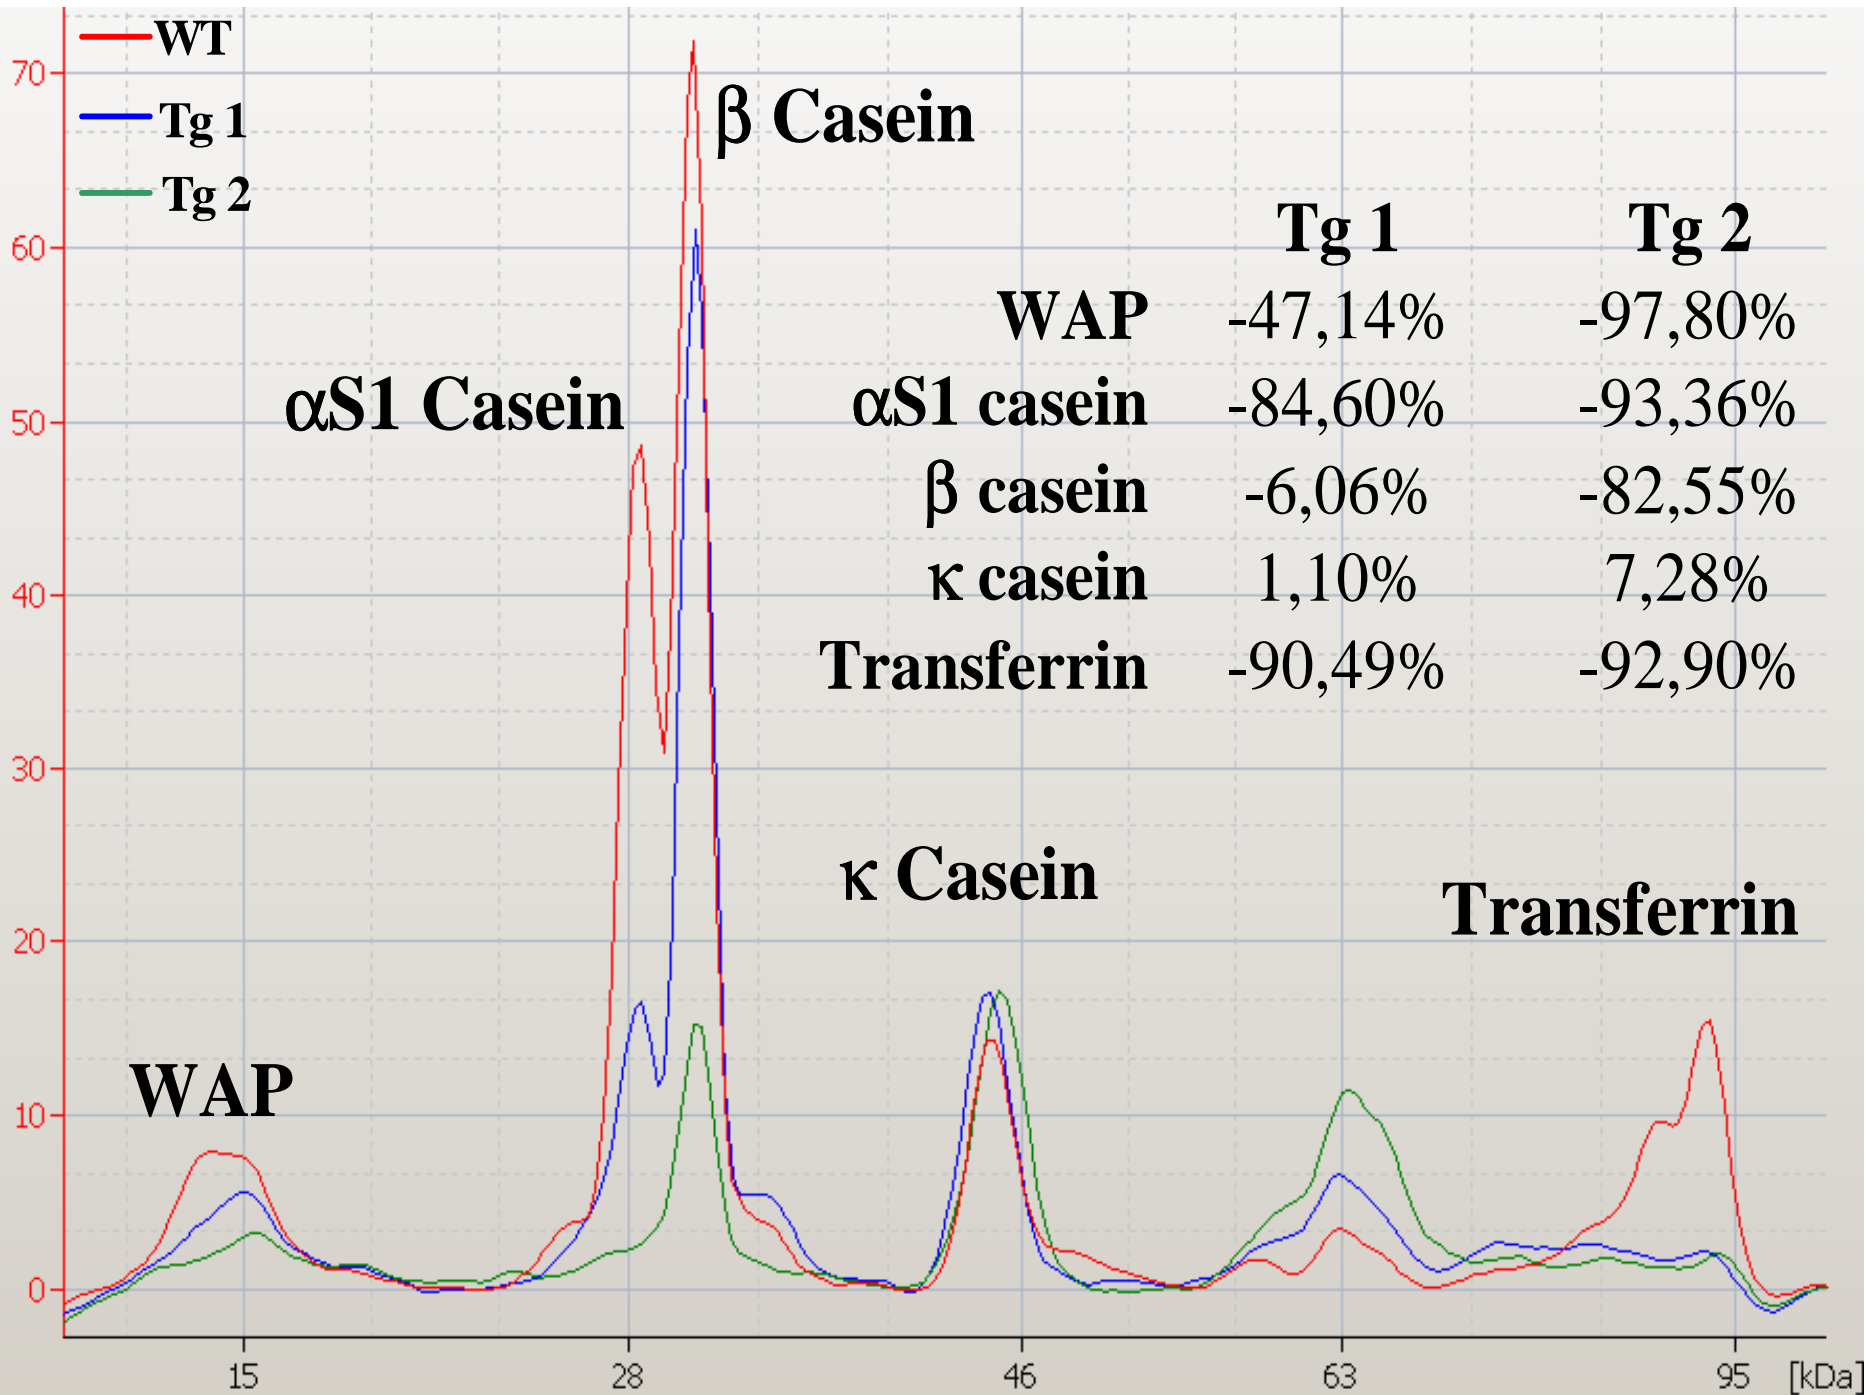 WT
Tg 1
Tg 2
β Casein
αS1 Casein
κ Casein
Transferrin
WAP
Tg 1 Tg 2
WAP -47,14% -97,80%
αS1 casein -84,60% -93,36%
β casein -6,06% -82,55%
κ casein 1,10% 7,28%
Transferrin -90,49% -92,90%
70
60
50
40
30
20
10
0
15 28 46 63 95 [kDa]